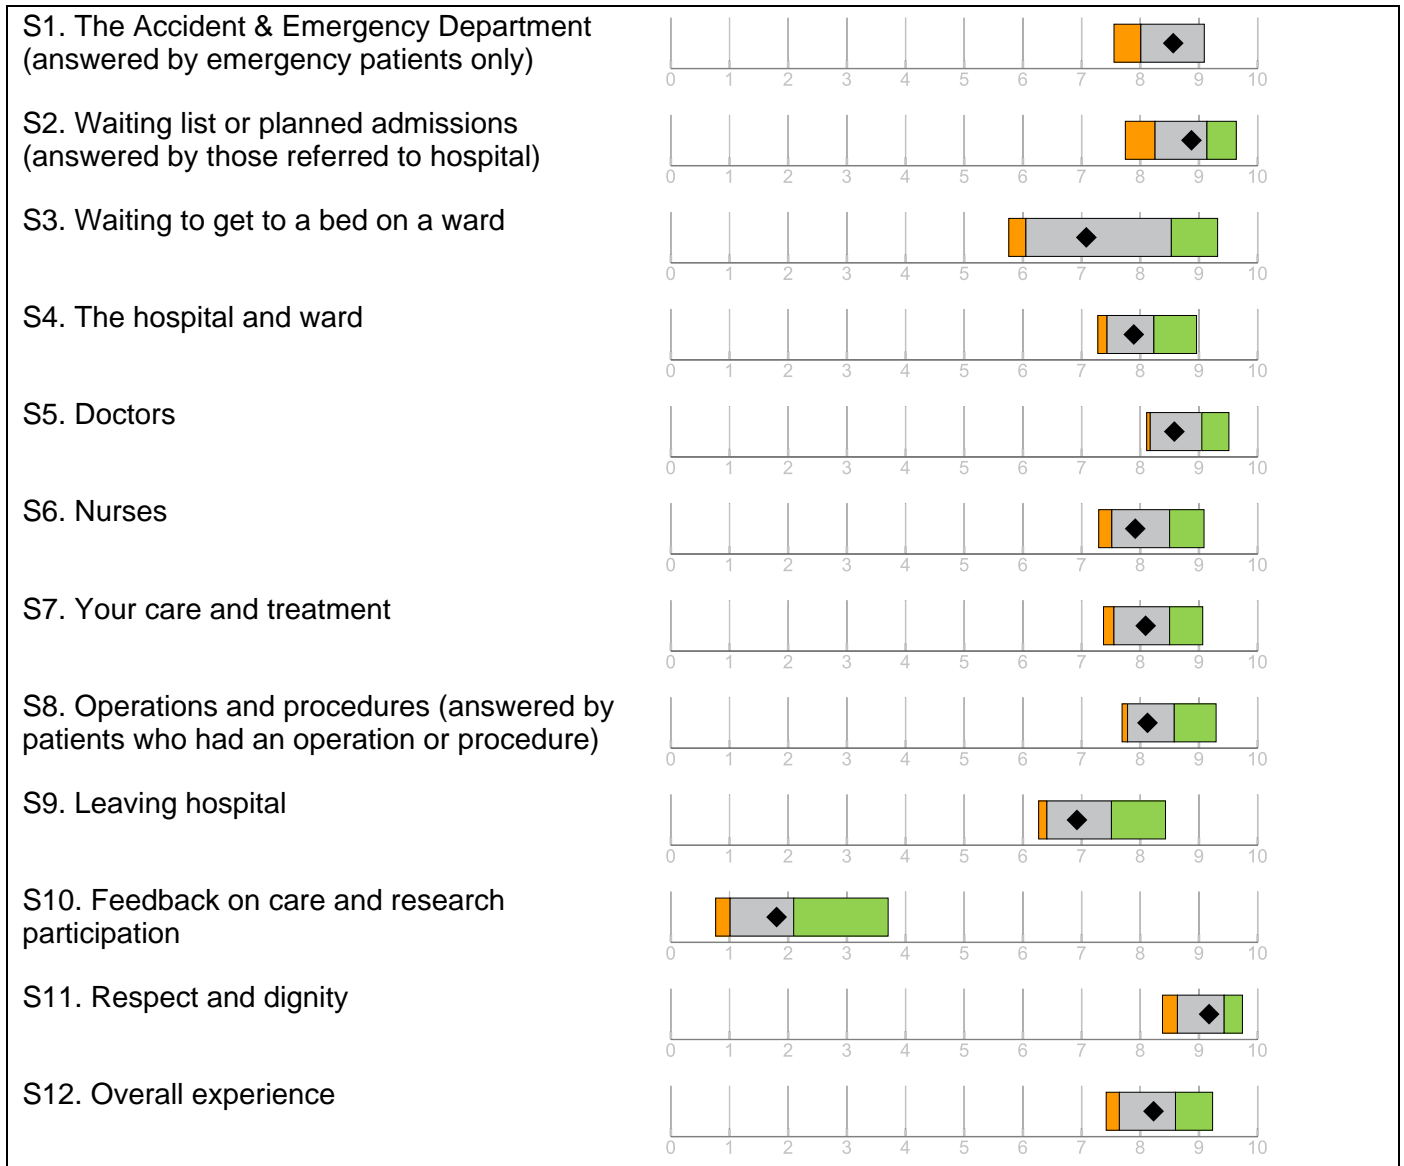 S1. The Accident & Emergency Department
(answered by emergency patients only)
0 1 2 3 4 5 6 7 8 9 10
S2. Waiting list or planned admissions
(answered by those referred to hospital)
0 1 2 3 4 5 6 7 8 9 10
S3. Waiting to get to a bed on a ward
0 1 2 3 4 5 6 7 8 9 10
S4. The hospital and ward
0 1 2 3 4 5 6 7 8 9 10
S5. Doctors
0 1 2 3 4 5 6 7 8 9 10
S6. Nurses
0 1 2 3 4 5 6 7 8 9 10
S7. Your care and treatment
0 1 2 3 4 5 6 7 8 9 10
S8. Operations and procedures (answered by
patients who had an operation or procedure)
0 1 2 3 4 5 6 7 8 9 10
S9. Leaving hospital
0 1 2 3 4 5 6 7 8 9 10
S10. Feedback on care and research
participation
0 1 2 3 4 5 6 7 8 9 10
S11. Respect and dignity
0 1 2 3 4 5 6 7 8 9 10
S12. Overall experience
0 1 2 3 4 5 6 7 8 9 10